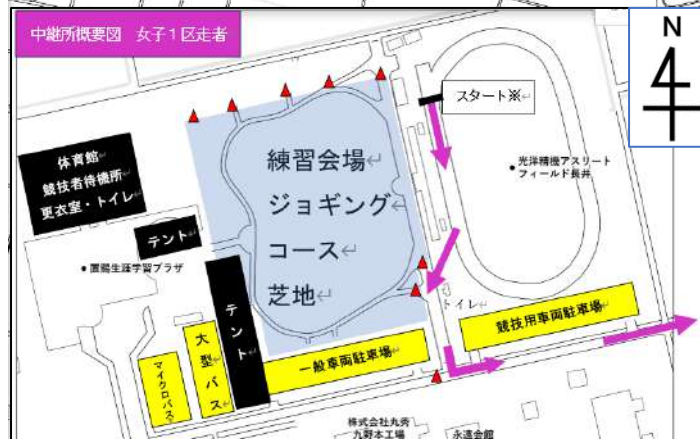 中継所概要図　女子１区走者
N
スタート※
体育館
競技者待機所
更衣室・トイレ
練習会場
ジョギング
コース
芝地
光洋精機アスリート
フィールド長井
テント
置賜生涯学習プラザ
テント
トイレ
競技用車両駐車場
大型バス
マイクロバス
一般車両駐車場
株式会社丸秀
九野本工場
永遠会館